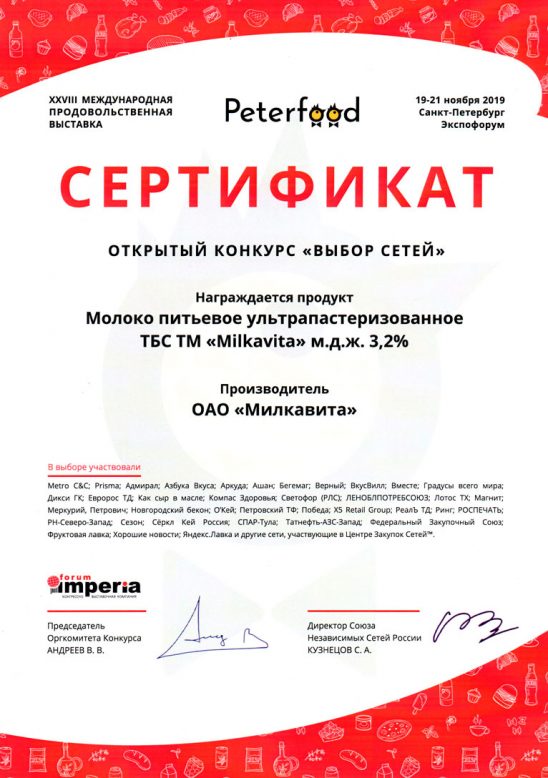 XXVIII МЕЖДУНАРОДНАЯ
ПРОДОВОЛЬСТВЕННАЯ
ВЫСТАВКА
Peterfood
19-21 ноября 2019
Санкт-Петербург
Экспофорум
СЕРТИФИКАТ
ОТКРЫТЫЙ КОНКУРС «ВЫБОР СЕТЕЙ»
Награждается продукт
Молоко питьевое ультрапастеризованное
ТБС ТМ «Milkavita» м.д.ж. 3,2%
Производитель
ОАО «Милкавита»
В выборе участвовали
Metro C&C; Prisma; Адмирал; Азбука Вкуса; Аркуда; Ашан; Бегемаг; Верный; ВкусВилл; Вместе; Градусы всего мира;
Дикси ГК; Евророс ТД; Как сыр в масле; Компас Здоровья; Светофор (РЛС); ЛЕНОБЛПОТРЕБСОЮЗ; Лотос ТХ; Магнит;
Меркурий, Петрович; Новгородский бекон; О'Кей; Петровский ТФ; Победа; X5 Retail Group; РеалЪ ТД; Ринг; РОСПЕЧАТЬ;
РН-Северо-Запад; Сезон; Сёркл Кей Россия; СПАР-Тула; Татнефть-АЗС-Запад; Федеральный Закупочный Союз;
Фруктовая лавка; Хорошие новости; Яндекс.Лавка и другие сети, участвующие в Центре Закупок Сетей™.
forum
imperia
КОНГРЕССНО ВЫСТАВОЧНАЯ КОМПАНИЯ
Председатель
Оргкомитета Конкурса
АНДРЕЕВ В. В.
Директор Союза
Независимых Сетей России
КУЗНЕЦОВ С. А.